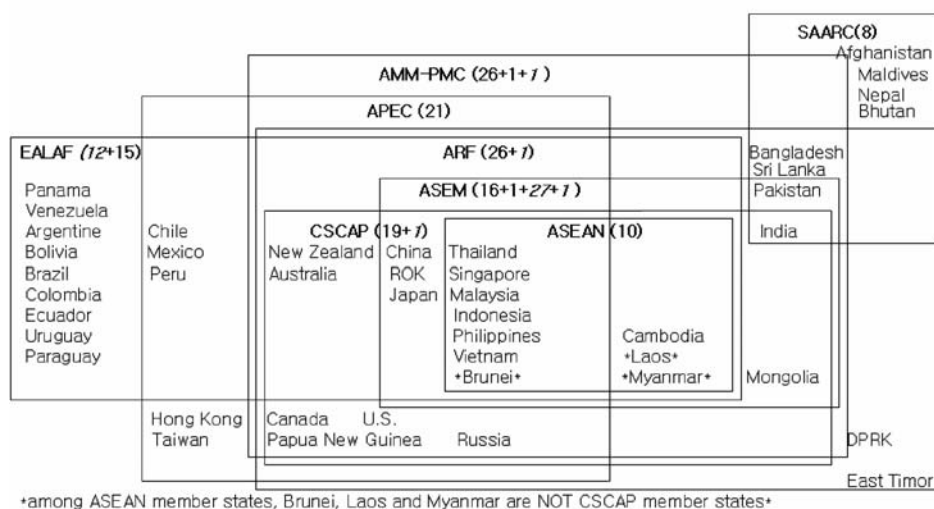 SAARC(8)
Afghanistan
AMM-PMC (26+1+1)
Maldives
Nepal
APEC (21)
Bhutan
EALAF (12+15)
ARF (26+1)
Bangladesh
Sri Lanka
Panama
ASEM (16+1+27+1)
Pakistan
Venezuela
Argentine Chile
CSCAP (19+1)
ASEAN (10)
India
Bolivia Mexico New Zealand China Thailand
Brazil Peru Australia ROK Singapore
Colombia Japan Malaysia
Ecuador Indonesia
Uruguay Philippines Cambodia
Paraguay Vietnam *Laos*
*Brunei* *Myanmar* Mongolia
Hong Kong Canada U.S.
Taiwan Papua New Guinea Russia DPRK
East Timor
*among ASEAN member states, Brunei, Laos and Myanmar are NOT CSCAP member states*